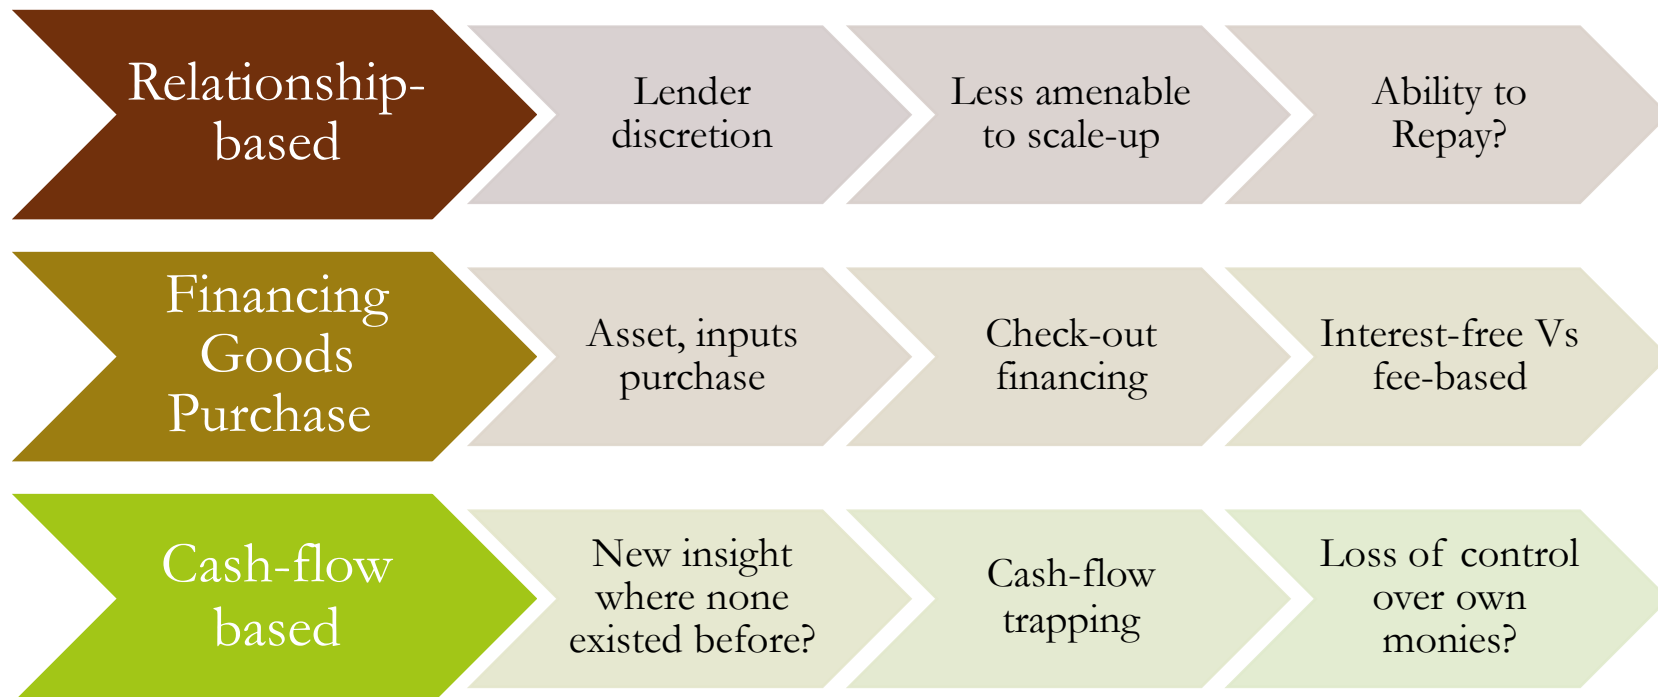 Relationship-
based
Lender
discretion
Less amenable
to scale-up
Ability to
Repay?
Financing
Goods
Purchase
Asset, inputs
purchase
Check-out
financing
Interest-free Vs
fee-based
Cash-flow
based
New insight
where none
existed before?
Cash-flow
trapping
Loss of control
over own
monies?